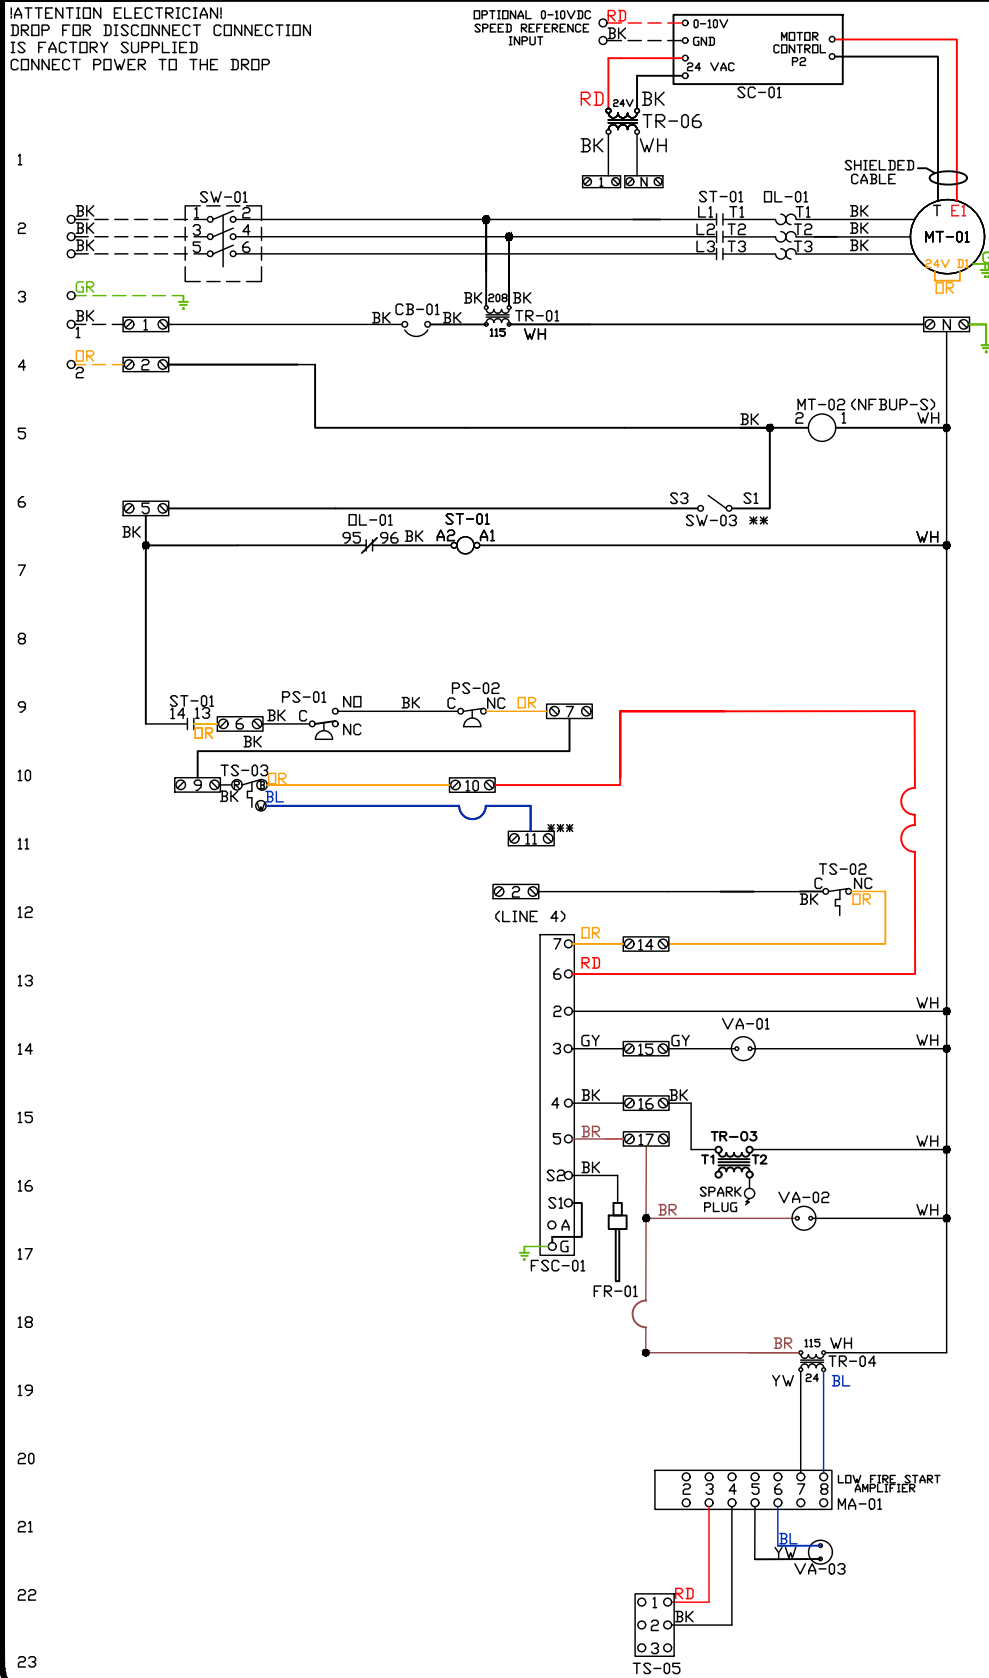 !ATTENTION ELECTRICIAN!
DROP FOR DISCONNECT CONNECTION
IS FACTORY SUPPLIED
CONNECT POWER TO THE DROP
OPTIONAL 0-10VDC
SPEED REFERENCE
INPUT
RD
BK
0-10V
GND
24 VAC
MOTOR
CONTROL
P2
SC-01
RD 24V BK
TR-06
BK WH
1 N
SHIELDED
CABLE
1
SW-01
ST-01 OL-01
T E1
2
BK 1 2 L1 T1 T1 BK
BK 3 4 L2 T2 T2 BK
BK 5 6 L3 T3 T3 BK
MT-01
24V D1
GR
OR
3
GR
BK 208 BK
BK 1 BK CB-01 BK TR-01 N
1 115 WH
4
OR 2
2
MT-02 (NFBUP-S)
5
BK 2 1 WH
6
5 S3 S1
SW-03 **
BK OL-01 ST-01
95 96 BK A2 A1 WH
7
8
9
ST-01 PS-01 NO BK PS-02
14 13 6 BK C NC C NC OR 7
OR BK
10
TS-03
9 R B OR 10
BK W BL
11
11 ***
TS-02
2 C NC
BK OR
12
(LINE 4)
7 OR 14
13
6 RD
2 WH
VA-01
14
3 GY 15 GY WH
15
4 BK 16 BK
5 BR 17 TR-03 WH
T1 T2
16
S2 BK SPARK
PLUG
VA-02
S1 BR
A
17
G
FSC-01
FR-01
18
BR 115 WH
TR-04
19
YW 24 BL
20
2 3 4 5 6 7 8
LOW FIRE START
AMPLIFIER
MA-01
21
BL
YW
VA-03
22
RD
1
2 BK
3
23
TS-05